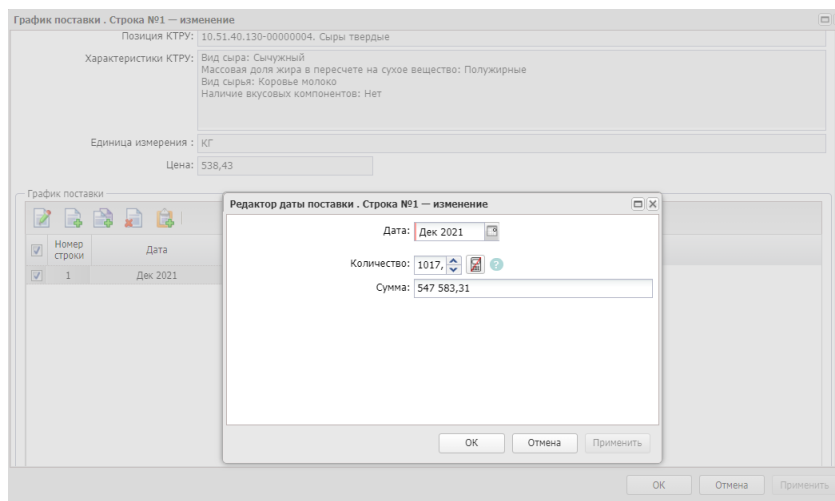 График поставки . Строка №1 — изменение
Позиция КТРУ: 10.51.40.130-00000004. Сыры твердые
Характеристики КТРУ: Вид сыра: Сычужный
Массовая доля жира в пересчете на сухое вещество: Полужирные
Вид сырья: Коровье молоко
Наличие вкусовых компонентов: Нет
Единица измерения : КГ
Цена: 538,43
График поставки
Номер строки Дата
1 Дек 2021
Редактор даты поставки . Строка №1 — изменение
Дата: Дек 2021
Количество: 1017,
Сумма: 547 583,31
ОК Отмена Применить
ОК Отмена Применить